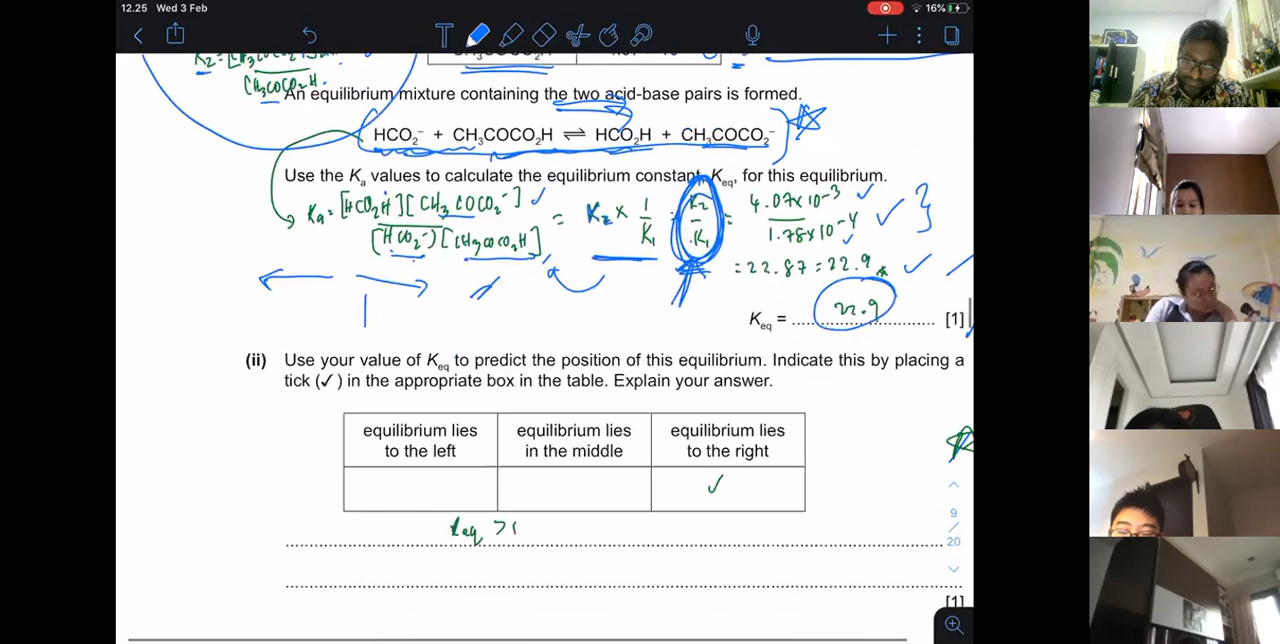 12.25 Wed 3 Feb
16%
CH₃COCO₂H
An equilibrium mixture containing the two acid-base pairs is formed.
HCO₂⁻ + CH₃COCO₂H ⇌ HCO₂H + CH₃COCO₂⁻
Use the Kₐ values to calculate the equilibrium constant, Keq, for this equilibrium.
Ka = [HCO₂H][CH₃COCO₂⁻] ✓
[HCO₂⁻)[CH₃COCO₂H]
= K₂ × 1/K₁ = K₂/K₁ = 4.07×10⁻³ ✓
1.78×10⁻⁴ ✓
= 22.87 = 22.9 ✓
Keq = 22.9 [1]
(ii) Use your value of Keq to predict the position of this equilibrium. Indicate this by placing a
tick (✓) in the appropriate box in the table. Explain your answer.
equilibrium lies to the left
equilibrium lies in the middle
equilibrium lies to the right
✓
keq >1
[1]
9
/
20